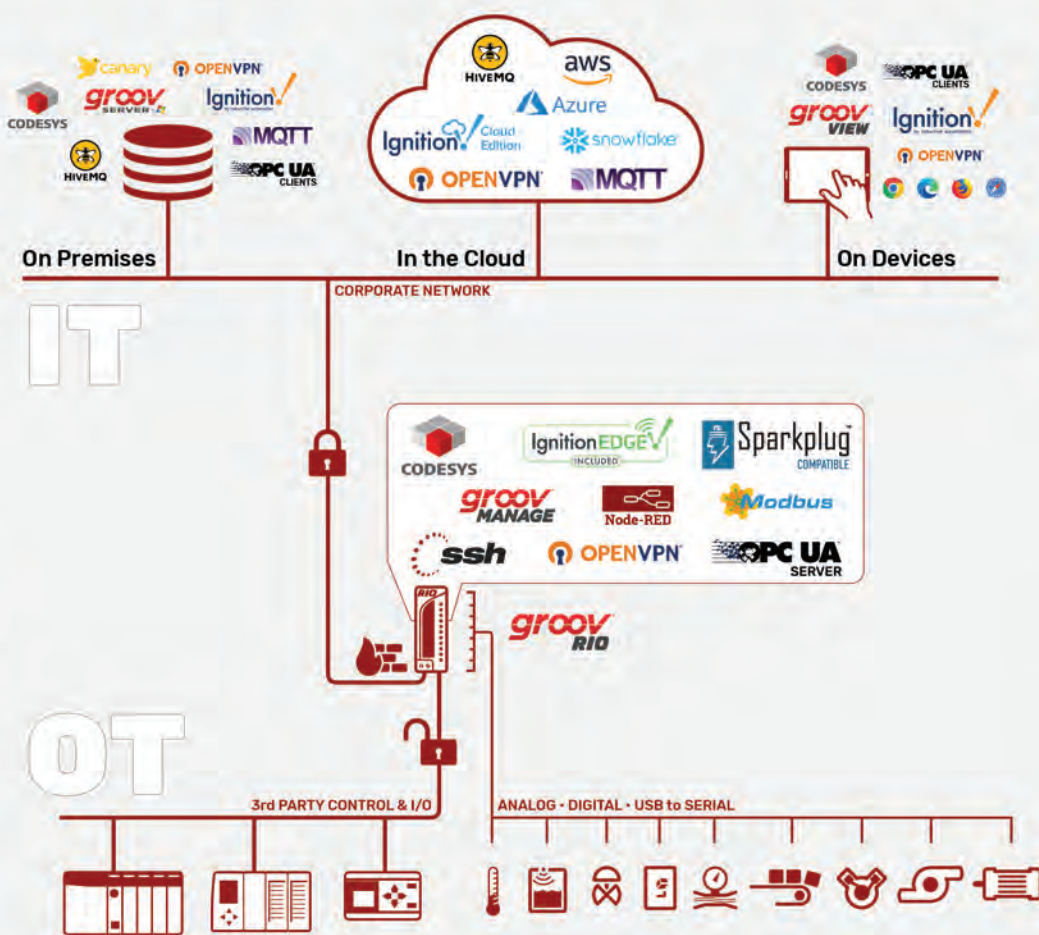 canary
OPENVPN
CODESYS
groov
SERVER
Ignition!
HIVEMQ
MQTT
OPC UA
CLIENTS
On Premises
HIVEMQ
aws
Azure
Ignition!
Cloud
Edition
snowflake
OPENVPN
MQTT
In the Cloud
CODESYS
OPC UA
CLIENTS
groov
VIEW
Ignition!
OPENVPN
On Devices
CORPORATE NETWORK
IT
CODESYS
Ignition EDGE
INCLUDED
Sparkplug
COMPATIBLE
groov
MANAGE
Node-RED
Modbus
ssh
OPENVPN
OPC UA
SERVER
RIO
groov
RIO
OT
3rd PARTY CONTROL & I/O
ANALOG • DIGITAL • USB to SERIAL